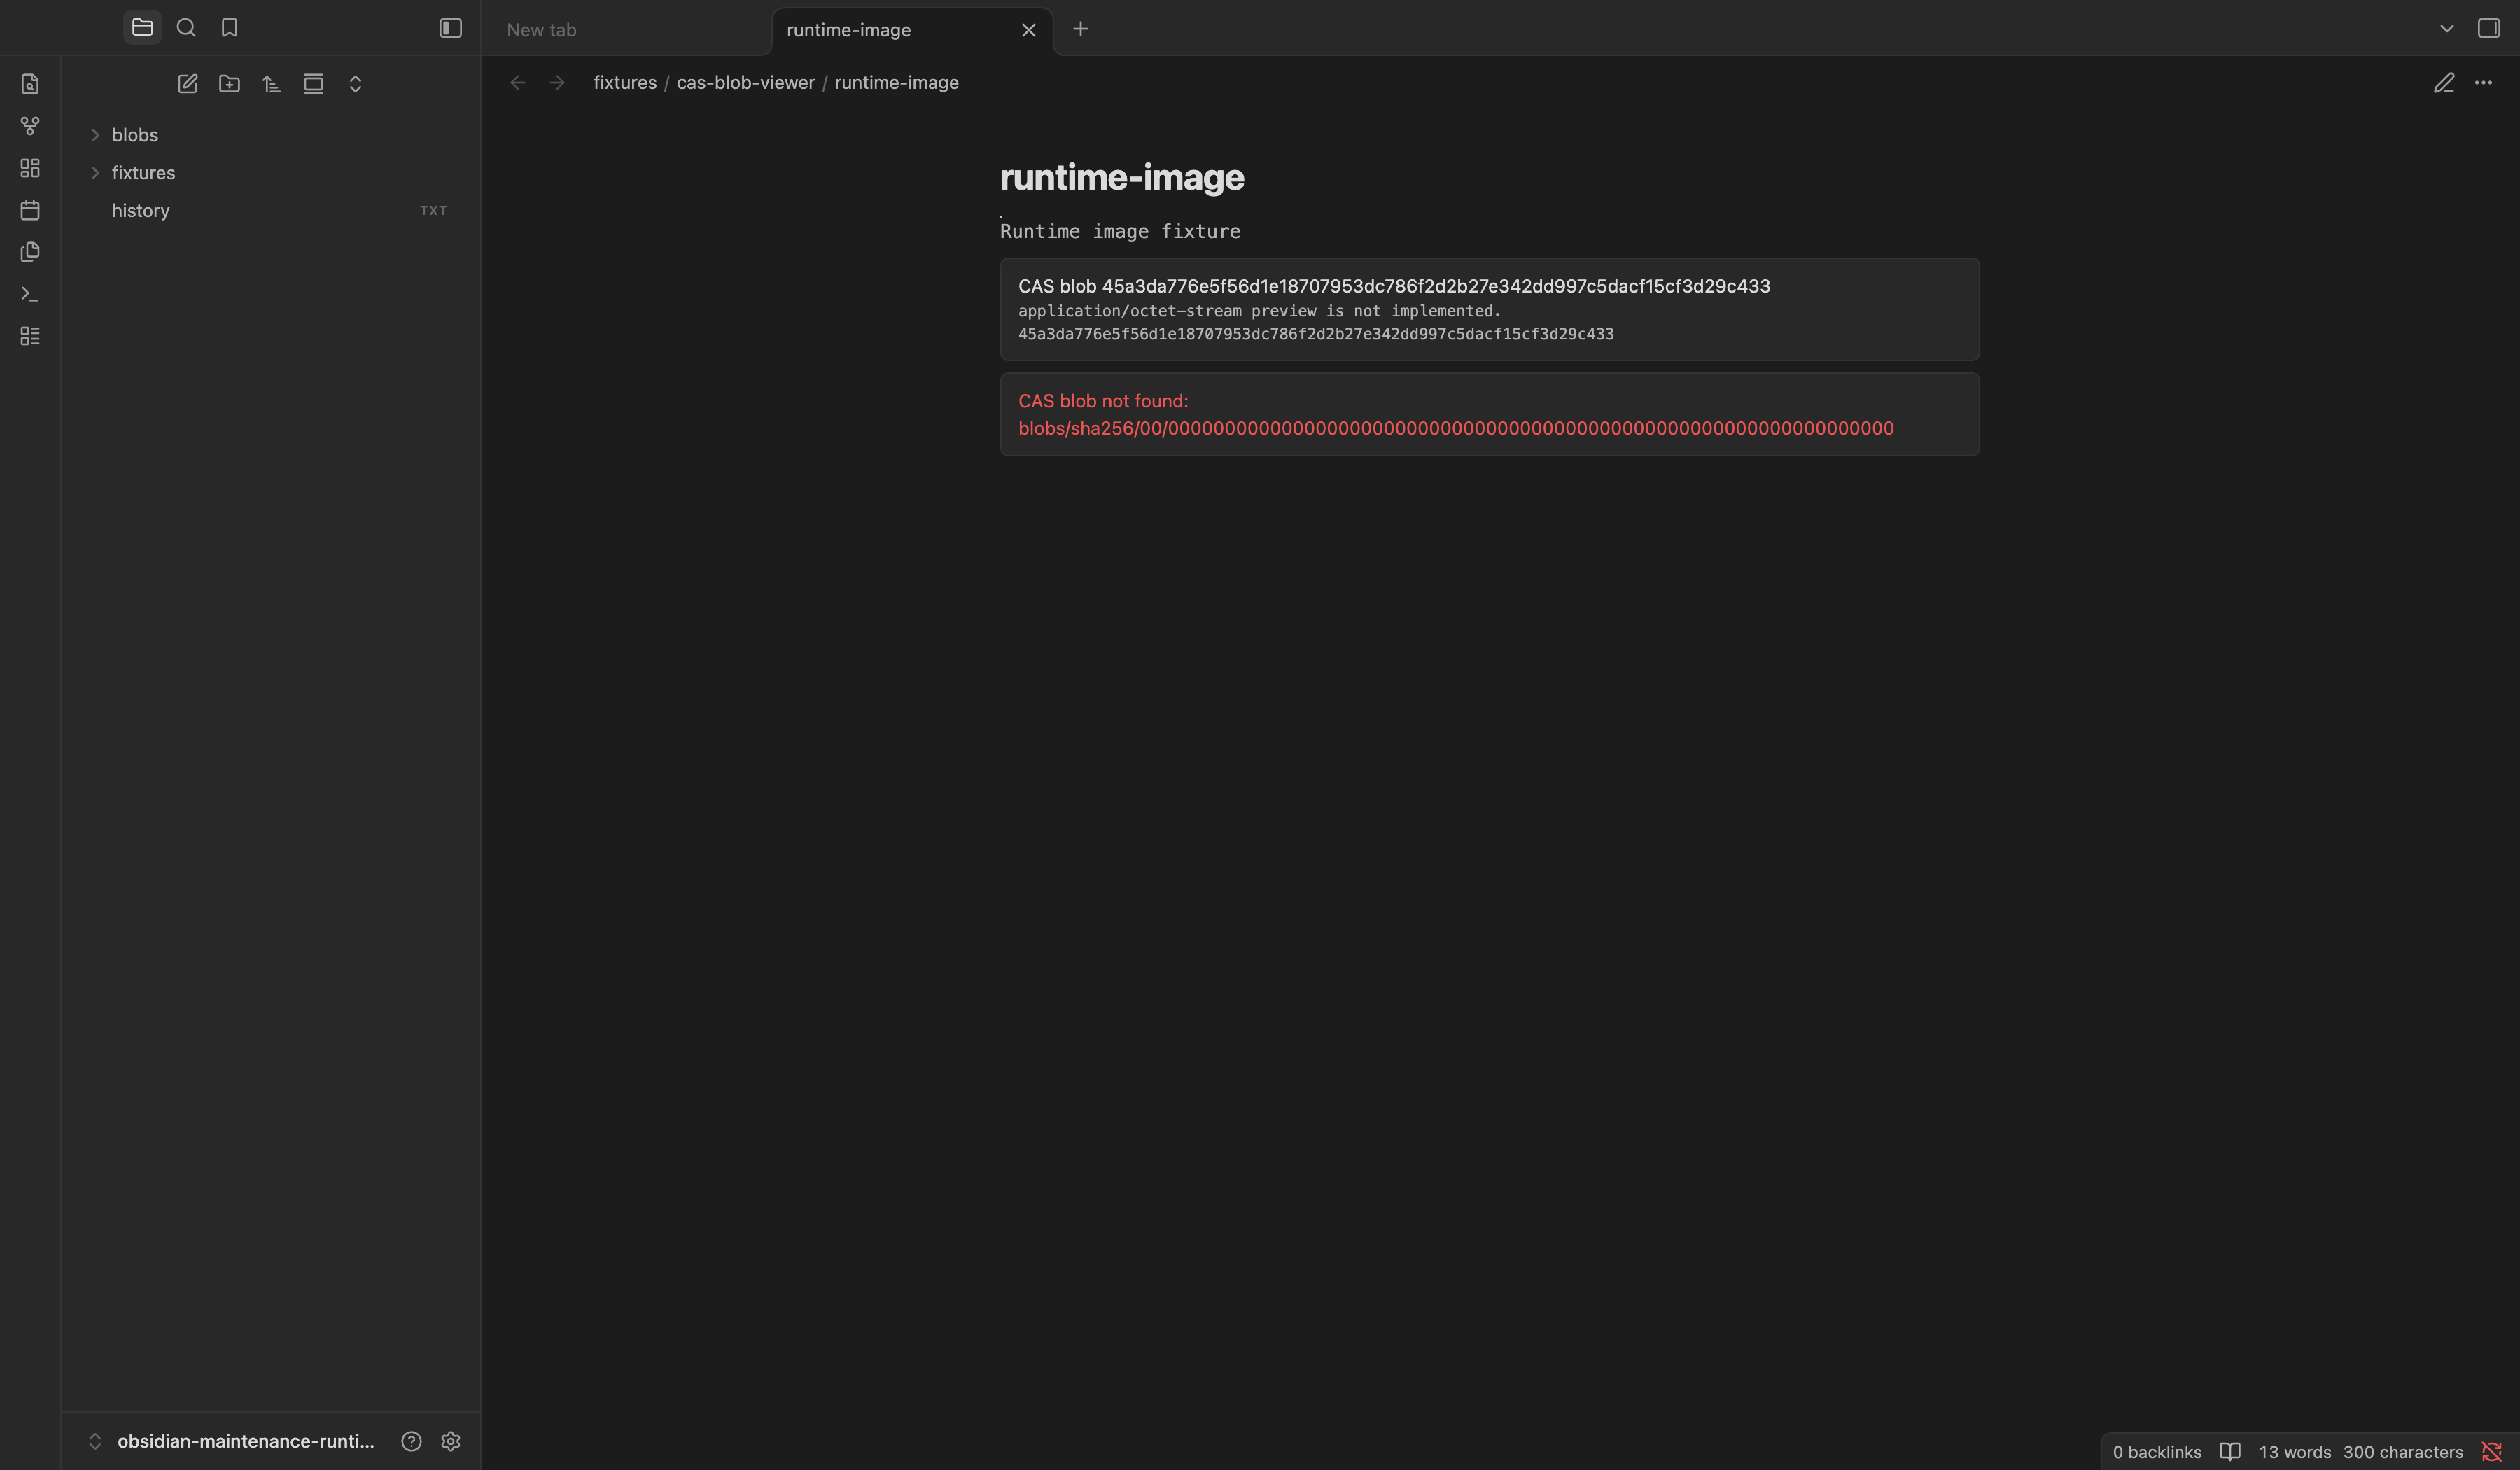 New tab
runtime-image
fixtures / cas-blob-viewer / runtime-image
blobs
fixtures
history TXT
runtime-image
Runtime image fixture
CAS blob 45a3da776e5f56d1e18707953dc786f2d2b27e342dd997c5dacf15cf3d29c433
application/octet-stream preview is not implemented.
45a3da776e5f56d1e18707953dc786f2d2b27e342dd997c5dacf15cf3d29c433
CAS blob not found:
blobs/sha256/00/0000000000000000000000000000000000000000000000000000000000000000
obsidian-maintenance-runti...
0 backlinks 13 words 300 characters